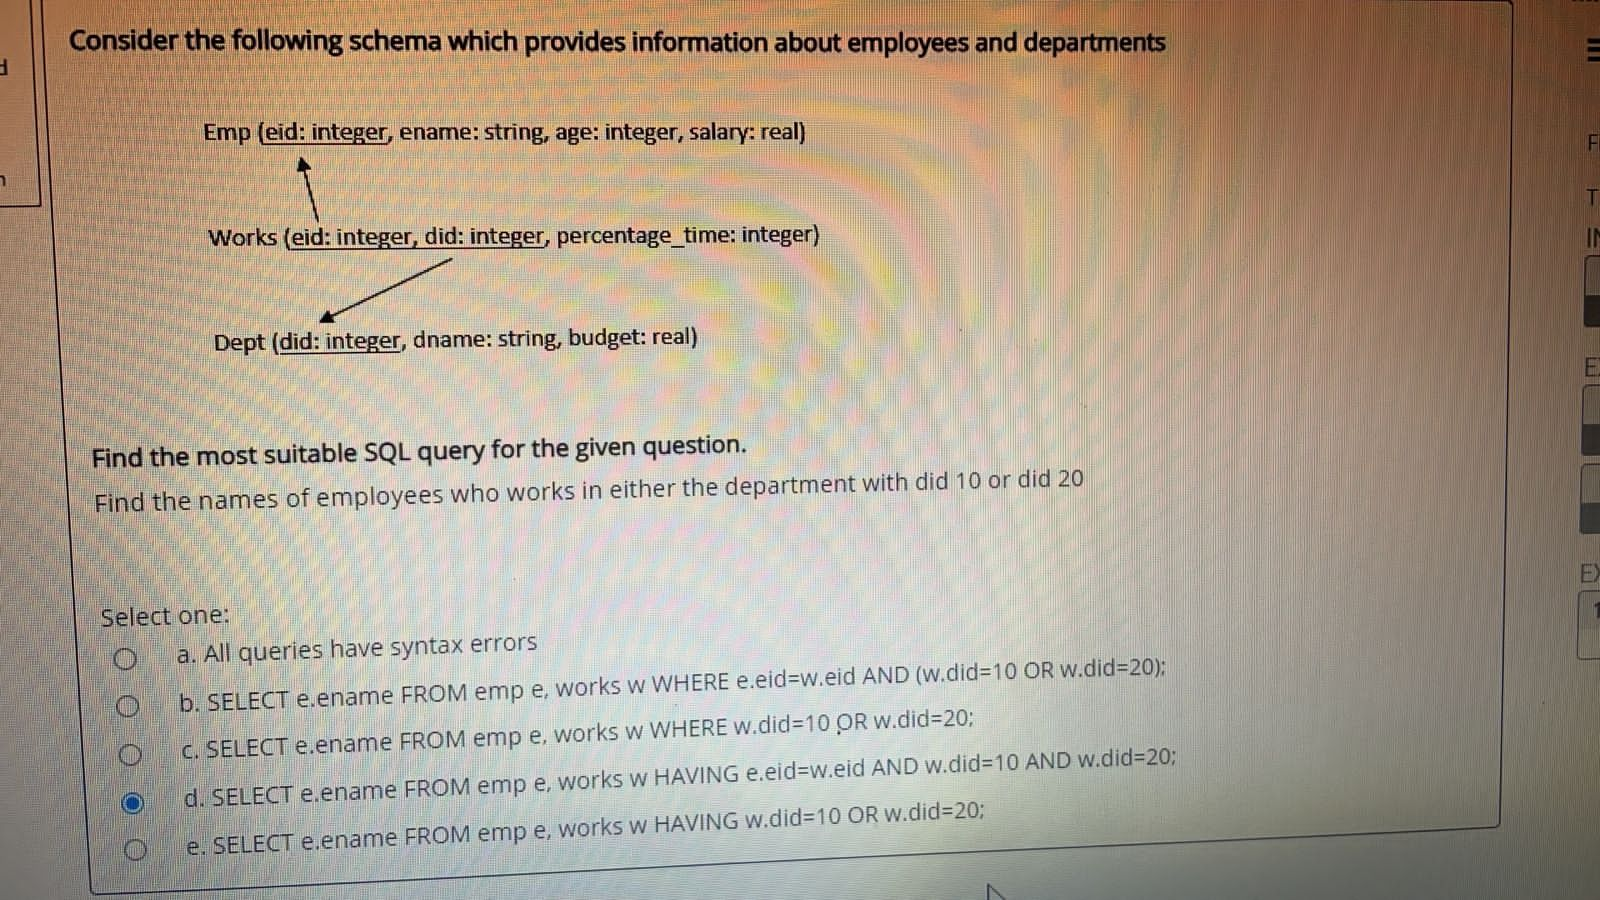 Consider the following schema which provides information about employees and departments
Emp (eid: integer, ename: string, age: integer, salary: real)
Works (eid: integer, did: integer, percentage_time: integer)
Dept (did: integer, dname: string, budget: real)
Find the most suitable SQL query for the given question.
Find the names of employees who works in either the department with did 10 or did 20
Select one:
a. All queries have syntax errors
b. SELECT e.ename FROM emp e, works w WHERE e.eid=w.eid AND (w.did=10 OR w.did=20);
c. SELECT e.ename FROM emp e, works w WHERE w.did=10 OR w.did=20;
d. SELECT e.ename FROM emp e, works w HAVING e.eid=w.eid AND w.did=10 AND w.did=20;
e. SELECT e.ename FROM emp e, works w HAVING w.did=10 OR w.did=20;